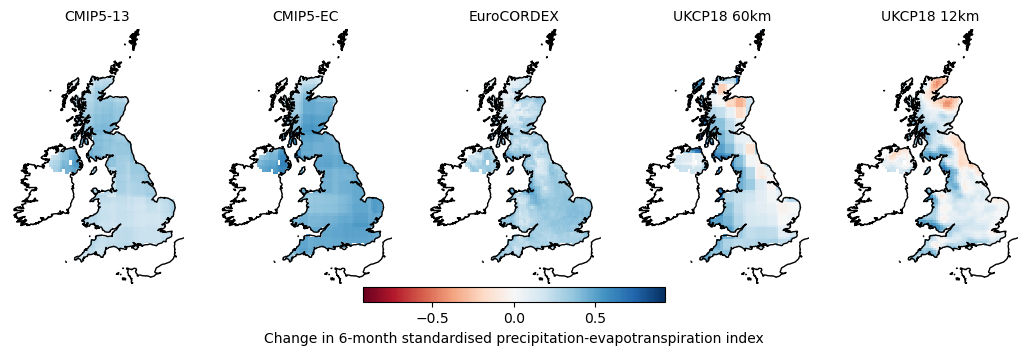 CMIP5-13 CMIP5-EC EuroCORDEX UKCP18 60km UKCP18 12km
−0.5 0.0 0.5
Change in 6-month standardised precipitation-evapotranspiration index